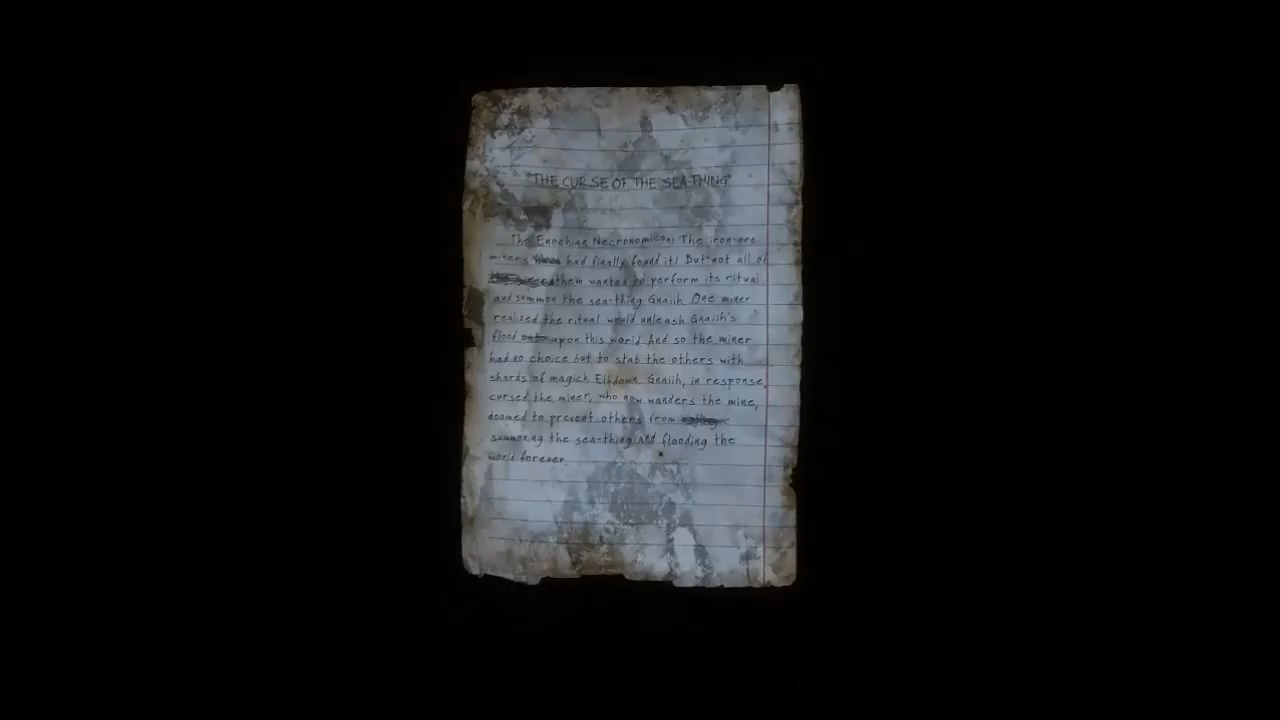 "THE CURSE OF THE SEA-THING"
The Enochian Necronomicon! The iron-ore
miners had finally found it! But not all of
them wanted to perform its ritual
and summon the sea-thing Gnaiih. One miner
realized the ritual would unleash Gnaiih's
flood upon this world. And so the miner
had no choice but to stab the others with
shards of magick Eltdown. Gnaiih, in response,
cursed the miner, who now wanders the mine,
doomed to prevent others from
summoning the sea-thing and flooding the
world forever.